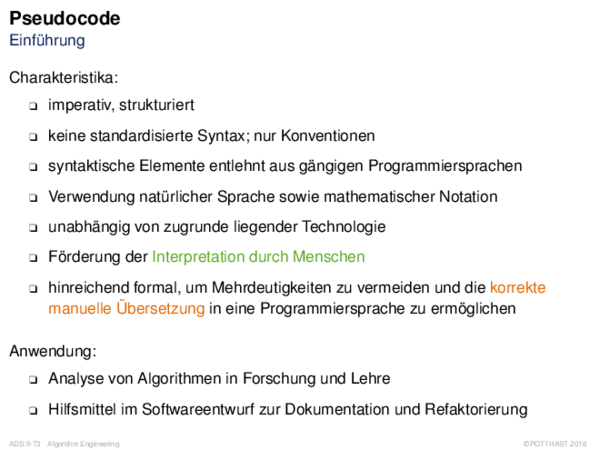 Pseudocode
Einführung
Charakteristika:
❑ imperativ, strukturiert
❑ keine standardisierte Syntax; nur Konventionen
❑ syntaktische Elemente entlehnt aus gängigen Programmiersprachen
❑ Verwendung natürlicher Sprache sowie mathematischer Notation
❑ unabhängig von zugrunde liegender Technologie
❑ Förderung der Interpretation durch Menschen
❑ hinreichend formal, um Mehrdeutigkeiten zu vermeiden und die korrekte
manuelle Übersetzung in eine Programmiersprache zu ermöglichen
Anwendung:
❑ Analyse von Algorithmen in Forschung und Lehre
❑ Hilfsmittel im Softwareentwurf zur Dokumentation und Refaktorierung
ADS:II-73 Algorithm Engineering © POTTHAST 2018